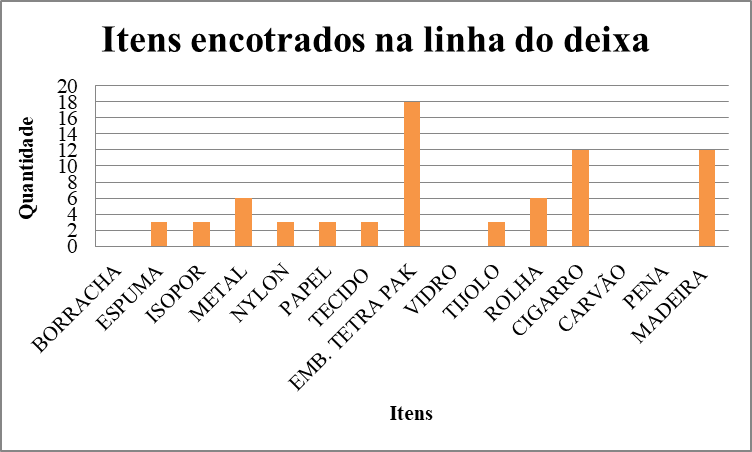 Itens encotrados na linha do deixa
Quantidade
20
18
16
14
12
10
8
6
4
2
0
BORRACHA
ESPUMA
ISOPOR
METAL
NYLON
PAPEL
TECIDO
EMB. TETRA PAK
VIDRO
TIJOLO
ROLHA
CIGARRO
CARVÃO
PENA
MADEIRA
Itens